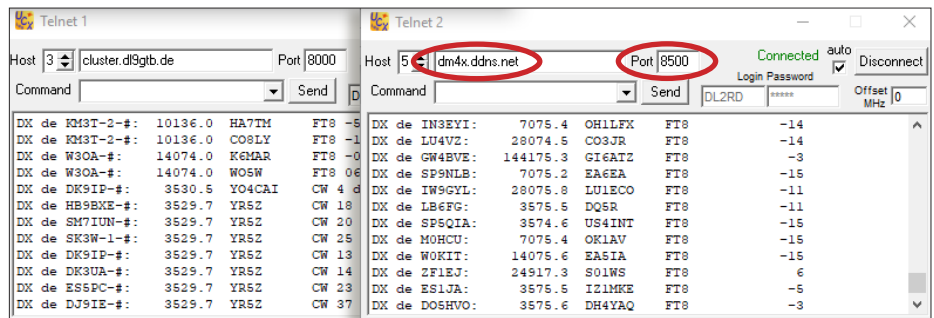 UCX Telnet 1
Host 3 cluster.dl9gtb.de Port 8000
Command Send D
DX de KM3T-2-#: 10136.0 HA7TM FT8 -5
DX de KM3T-2-#: 10136.0 CO8LY FT8 -1
DX de W3OA-#: 14074.0 K6MAR FT8 -0
DX de W3OA-#: 14074.0 WO5W FT8 06
DX de DK9IP-#: 3530.5 YO4CAI CW 4 d
DX de HB9BXE-#: 3529.7 YR5Z CW 18
DX de SM7IUN-#: 3529.7 YR5Z CW 20
DX de SK3W-1-#: 3529.7 YR5Z CW 25
DX de DK9IP-#: 3529.7 YR5Z CW 13
DX de DK3UA-#: 3529.7 YR5Z CW 14
DX de ES5PC-#: 3529.7 YR5Z CW 23
DX de DJ9IE-#: 3529.7 YR5Z CW 37
UCX Telnet 2
Host 5 dm4x.ddns.net Port 8500 Connected auto Disconnect
Login Password
Command Send DL2RD ***** Offset MHz 0
DX de IN3EYI: 7075.4 OH1LFX FT8 -14
DX de LU4VZ: 28074.5 CO3JR FT8 -14
DX de GW4BVE: 144175.3 GI6ATZ FT8 -3
DX de SP9NLB: 7075.2 EA6EA FT8 -15
DX de IW9GYL: 28075.8 LU1ECO FT8 -11
DX de LB6FG: 3575.5 DQ5R FT8 -11
DX de SP5QIA: 3574.6 US4INT FT8 -15
DX de M0HCU: 7075.4 OK1AV FT8 -15
DX de W0KIT: 14075.6 EA5IA FT8 -15
DX de ZF1EJ: 24917.3 S01WS FT8 6
DX de ES1JA: 3575.5 IZ1MKE FT8 -5
DX de DO5HVO: 3575.6 DH4YAQ FT8 -3